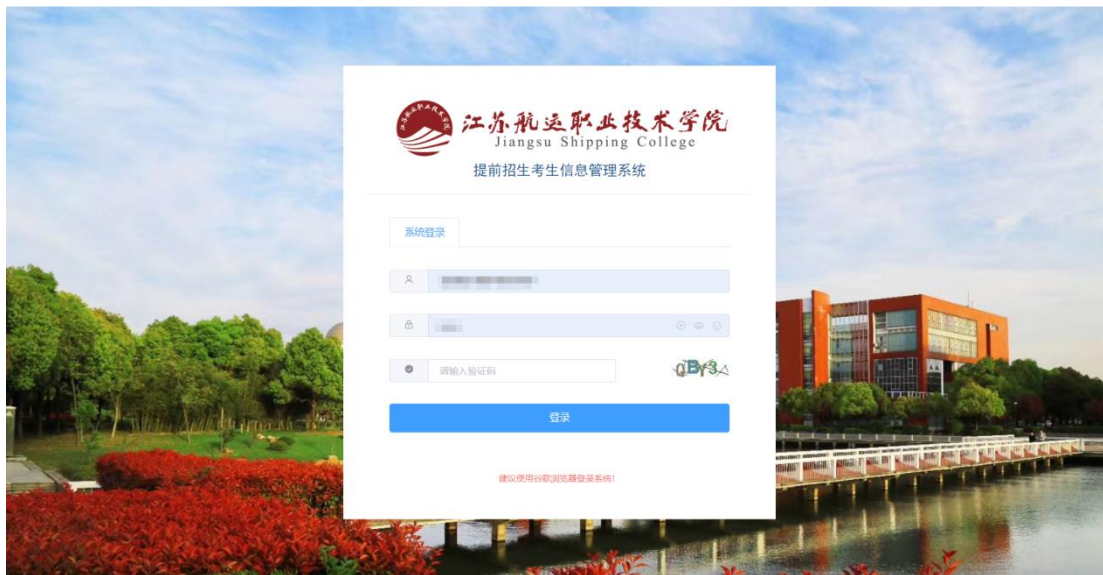 江苏航运职业技术学院
Jiangsu Shipping College
提前招生考生信息管理系统
系统登录
请输入验证码
登录
建议使用谷歌浏览器登录系统!